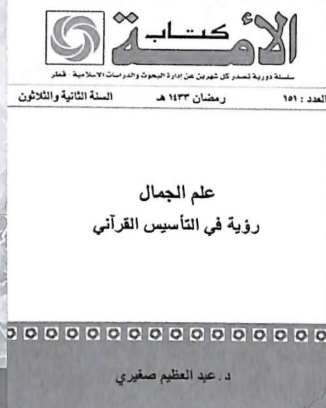 كتاب
الأمة
سلسلة دورية تصدر كل شهرين عن إدارة البحوث والدراسات الإسلامية - قطر
العدد : ١٥١ رمضان ١٤٣٣ هـ السنة الثانية والثلاثون
علم الجمال
رؤية في التأسيس القرآني
د. عبد العظيم صغيري